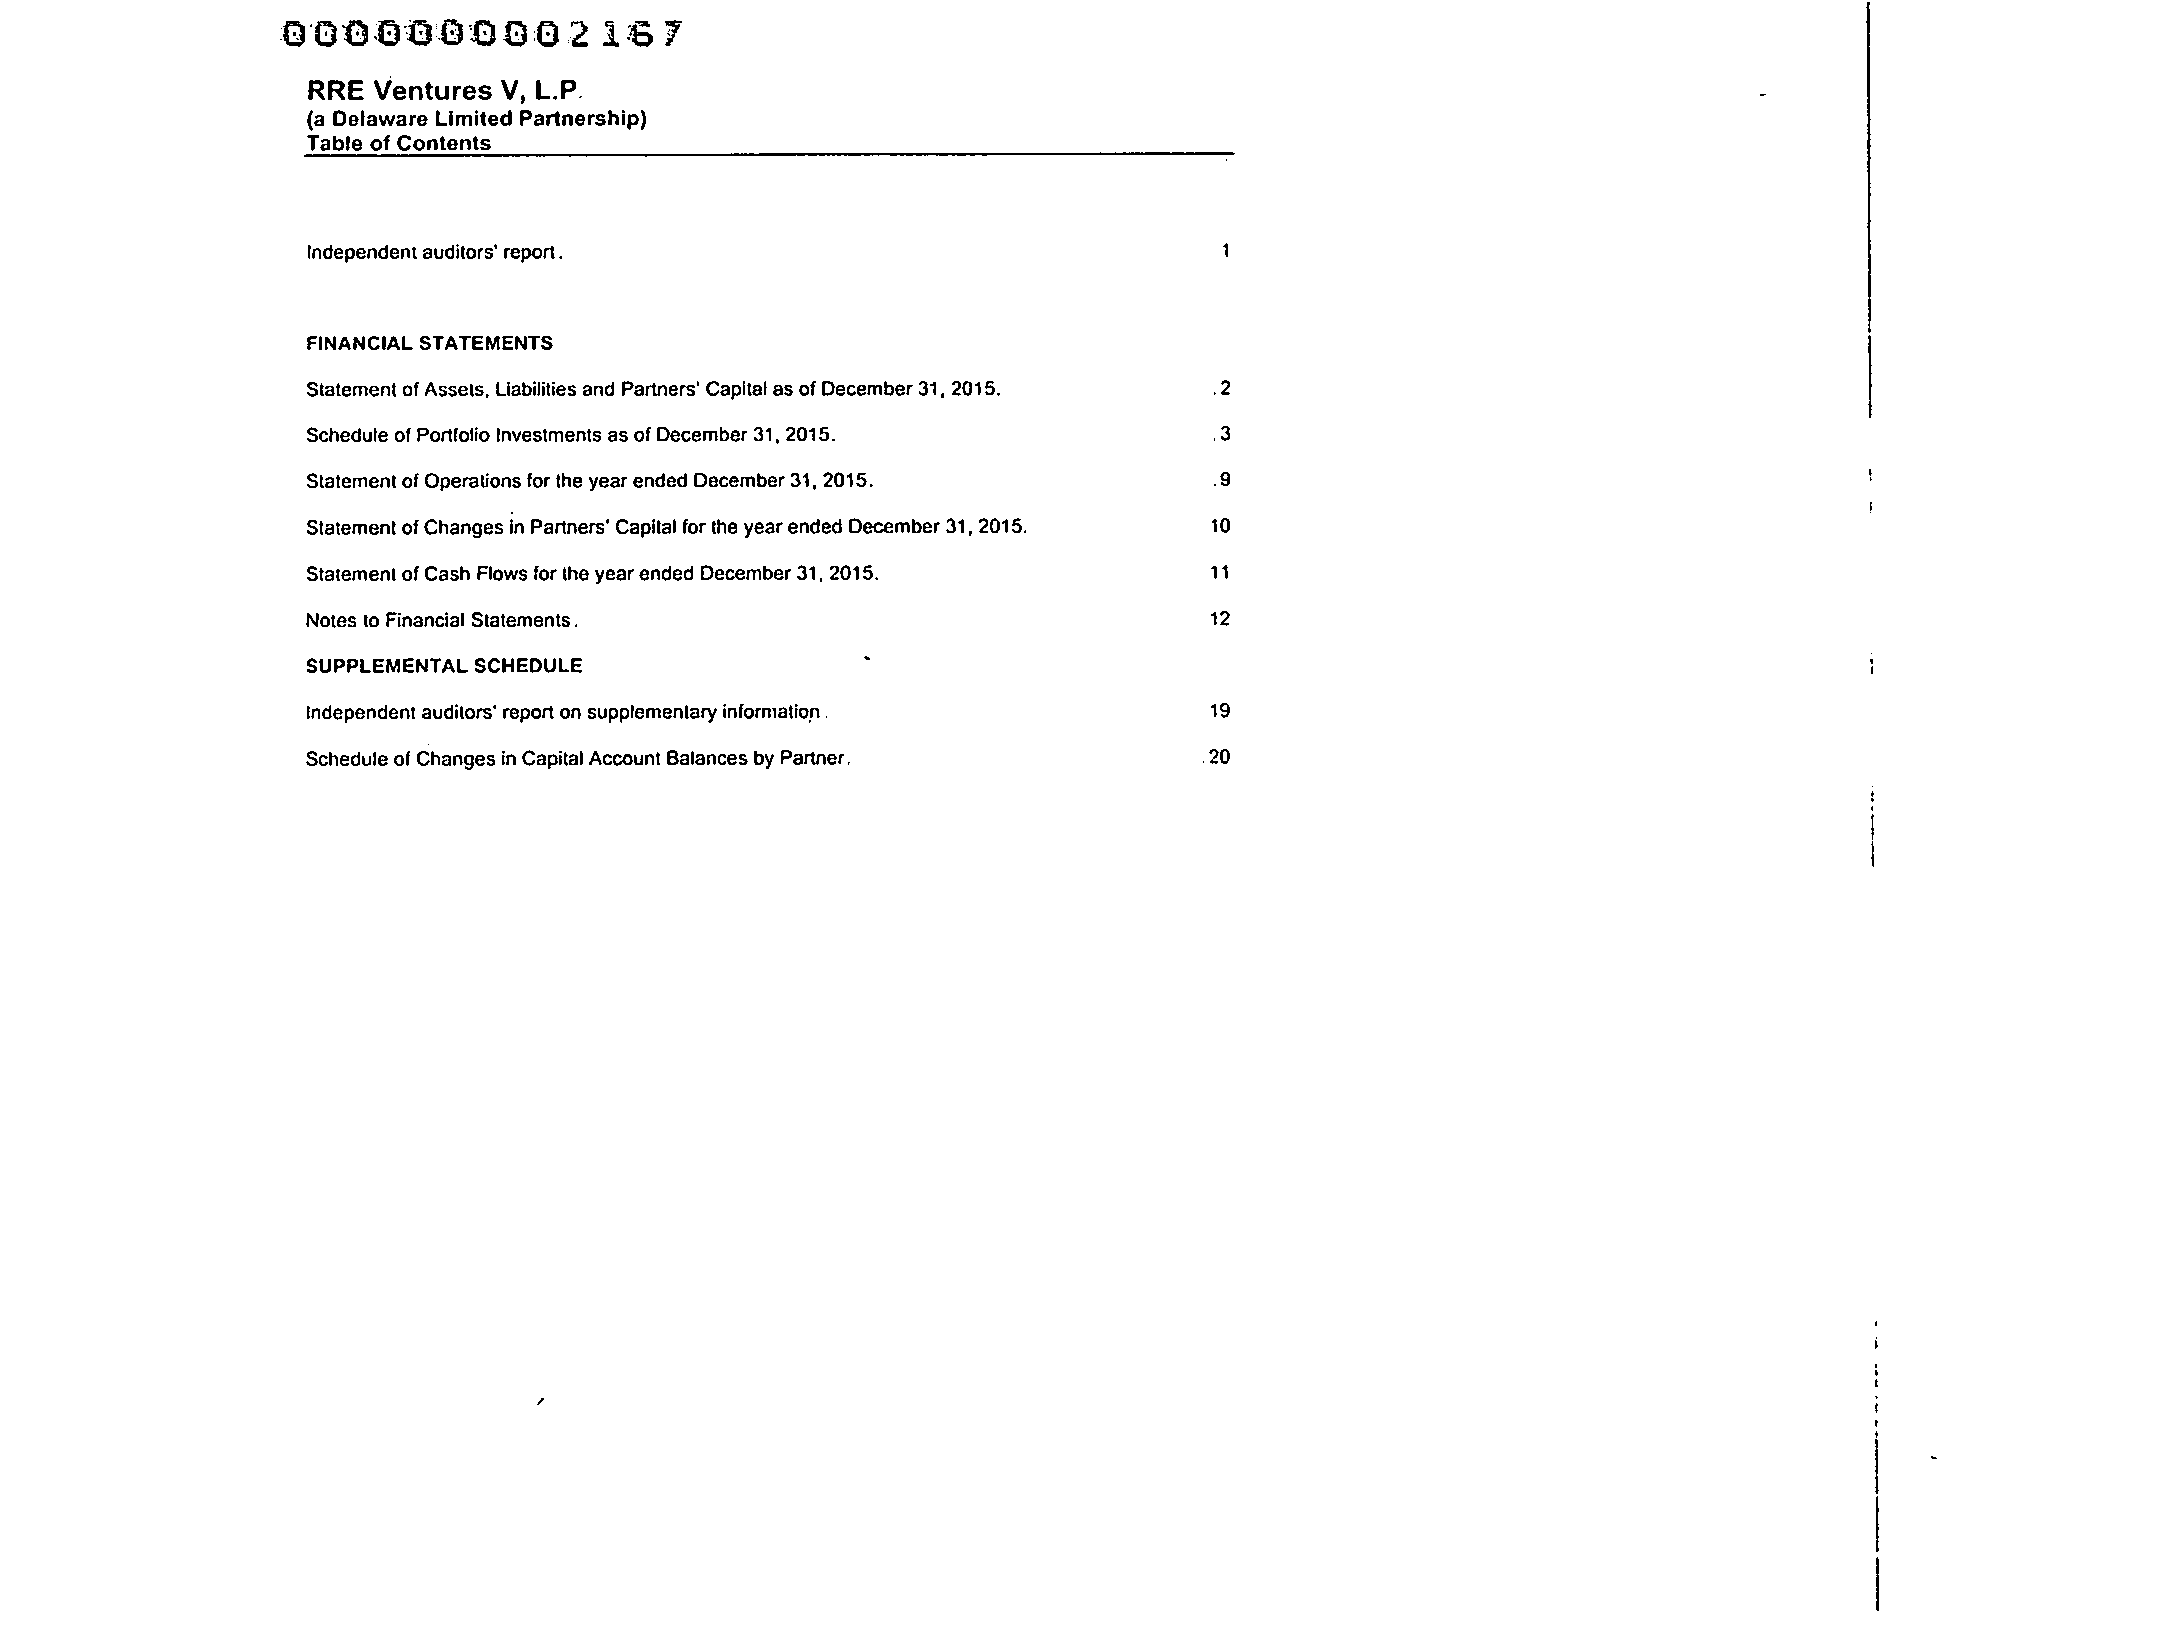 0000000002167
RRE Ventures V, L.P.
(a Delaware Limited Partnership)
Table of Contents
Independent auditors' report. 1
FINANCIAL STATEMENTS
Statement of Assets, Liabilities and Partners' Capital as of December 31, 2015. .2
Schedule of Portfolio Investments as of December 31, 2015. .3
Statement of Operations for the year ended December 31, 2015. .9
Statement of Changes in Partners' Capital for the year ended December 31, 2015. 10
Statement of Cash Flows for the year ended December 31, 2015. 11
Notes to Financial Statements. 12
SUPPLEMENTAL SCHEDULE
Independent auditors' report on supplementary information. 19
Schedule of Changes in Capital Account Balances by Partner. .20